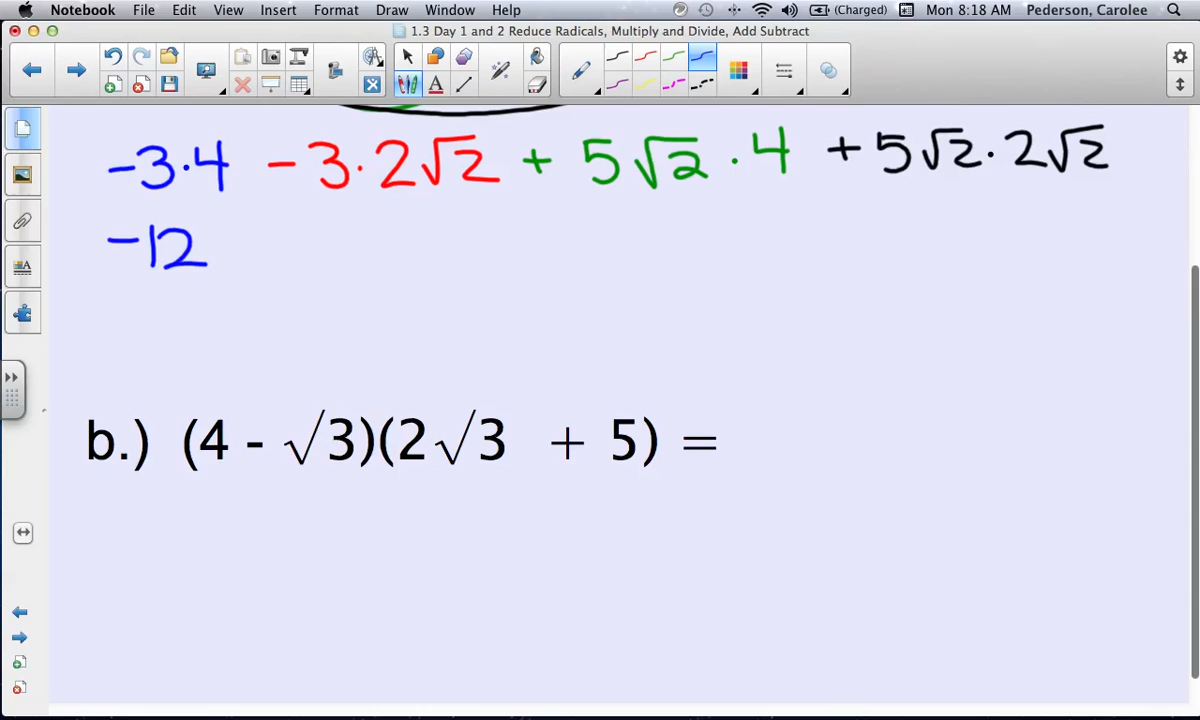 Notebook File Edit View Insert Format Draw Window Help (Charged) Mon 8:18 AM Pederson, Carolee
1.3 Day 1 and 2 Reduce Radicals, Multiply and Divide, Add Subtract
-3·4 -3·2√2 + 5√2·4 +5√2·2√2
-12
b.) (4 - √3)(2√3 + 5) =